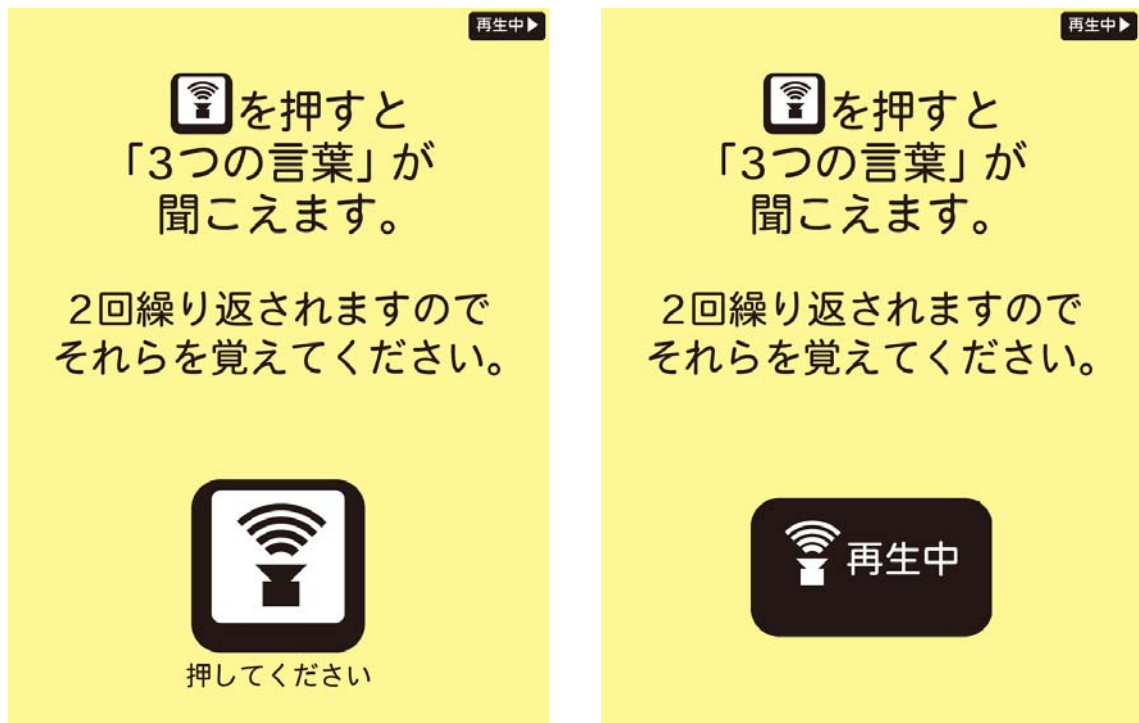 再生中▶
を押すと
「3つの言葉」が
聞こえます。
2回繰り返されますので
それらを覚えてください。
押してください
再生中▶
を押すと
「3つの言葉」が
聞こえます。
2回繰り返されますので
それらを覚えてください。
再生中